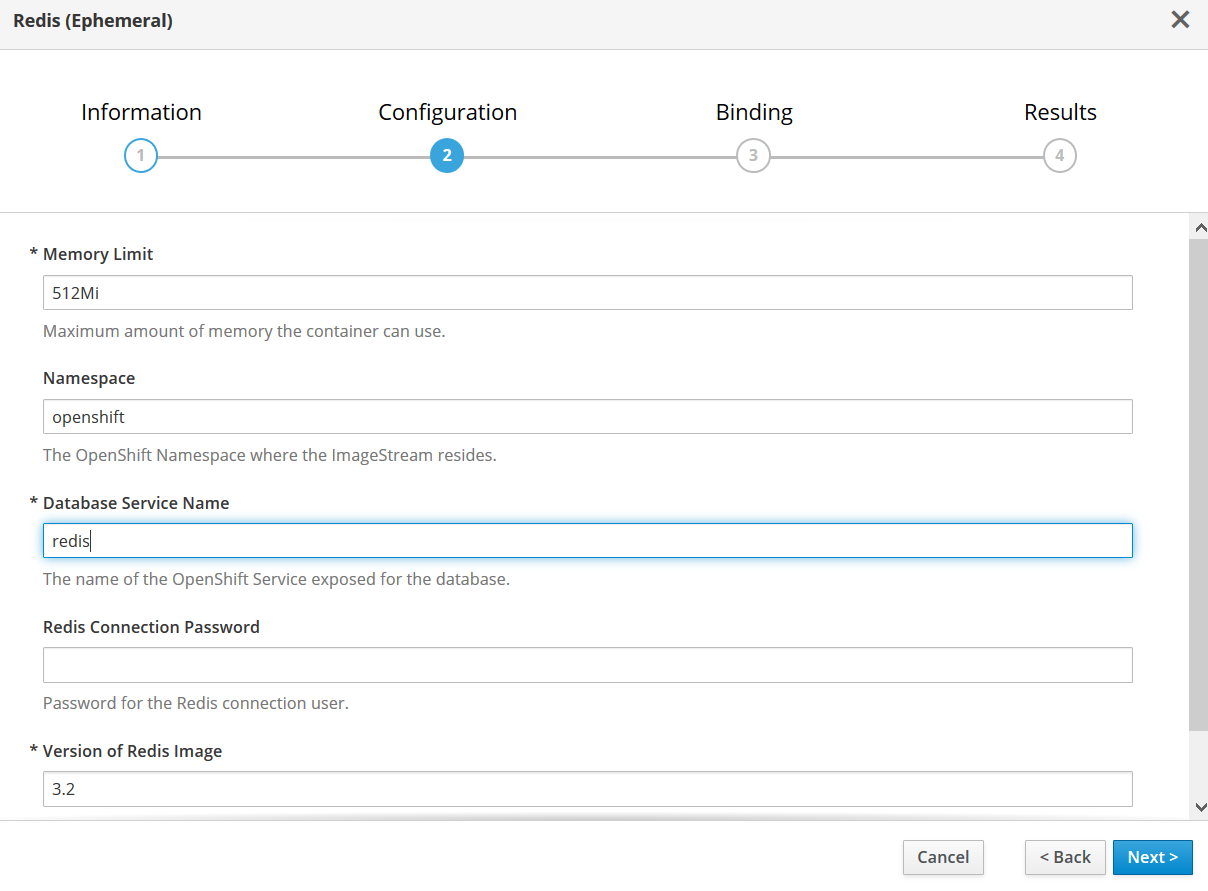 Redis (Ephemeral)
Information Configuration Binding Results
1 2 3 4
* Memory Limit
512Mi
Maximum amount of memory the container can use.
Namespace
openshift
The OpenShift Namespace where the ImageStream resides.
* Database Service Name
redis
The name of the OpenShift Service exposed for the database.
Redis Connection Password
Password for the Redis connection user.
* Version of Redis Image
3.2
Cancel < Back Next >